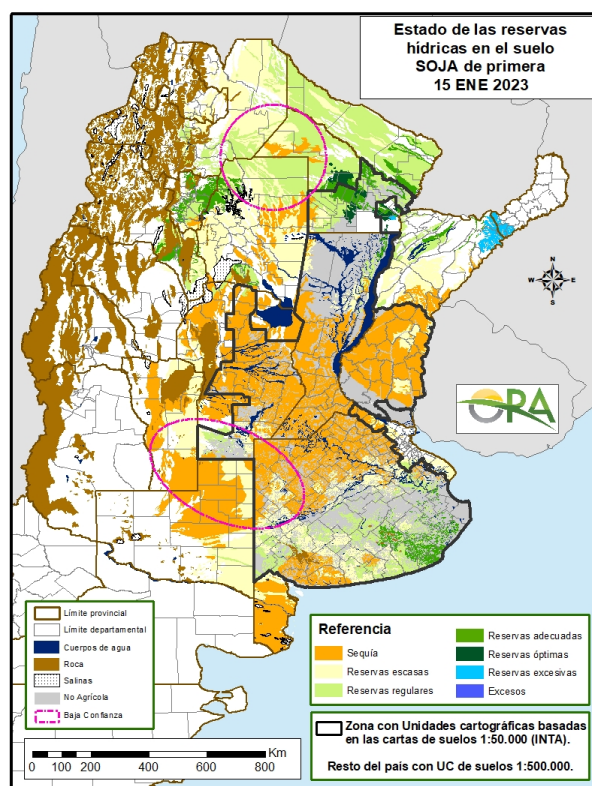 Estado de las reservas
hídricas en el suelo
SOJA de primera
15 ENE 2023
N
W E
S
ORA
Límite provincial
Límite departamental
Cuerpos de agua
Roca
Salinas
No Agrícola
Baja Confianza
Referencia
Sequía
Reservas escasas
Reservas regulares
Reservas adecuadas
Reservas óptimas
Reservas excesivas
Excesos
Zona con Unidades cartográficas basadas
en las cartas de suelos 1:50.000 (INTA).
Resto del país con UC de suelos 1:500.000.
Km
0 50 100 200 400 600 800